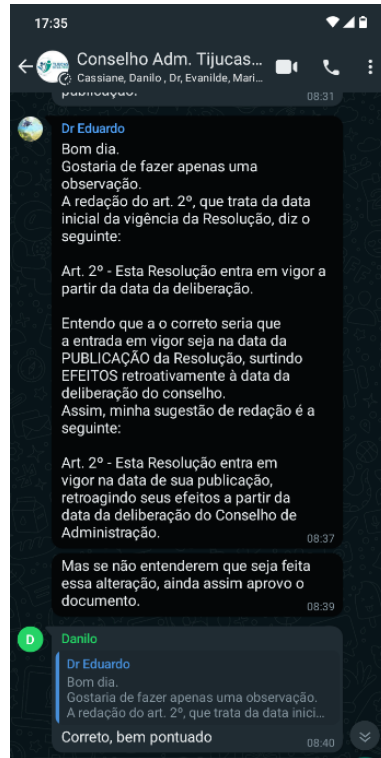 17:35
Conselho Adm. Tijucas...
Cassiane, Danilo , Dr, Evanilde, Mari...
publicação.
08:31
Dr Eduardo
Bom dia.
Gostaria de fazer apenas uma
observação.
A redação do art. 2º, que trata da data
inicial da vigência da Resolução, diz o
seguinte:
Art. 2º - Esta Resolução entra em vigor a
partir da data da deliberação.
Entendo que a o correto seria que
a entrada em vigor seja na data da
PUBLICAÇÃO da Resolução, surtindo
EFEITOS retroativamente à data da
deliberação do conselho.
Assim, minha sugestão de redação é a
seguinte:
Art. 2º - Esta Resolução entra em
vigor na data de sua publicação,
retroagindo seus efeitos a partir da
data da deliberação do Conselho de
Administração.
08:37
Mas se não entenderem que seja feita
essa alteração, ainda assim aprovo o
documento.
08:39
D
Danilo
Dr Eduardo
Bom dia.
Gostaria de fazer apenas uma observação.
A redação do art. 2º, que trata da data inici...
Correto, bem pontuado
08:40